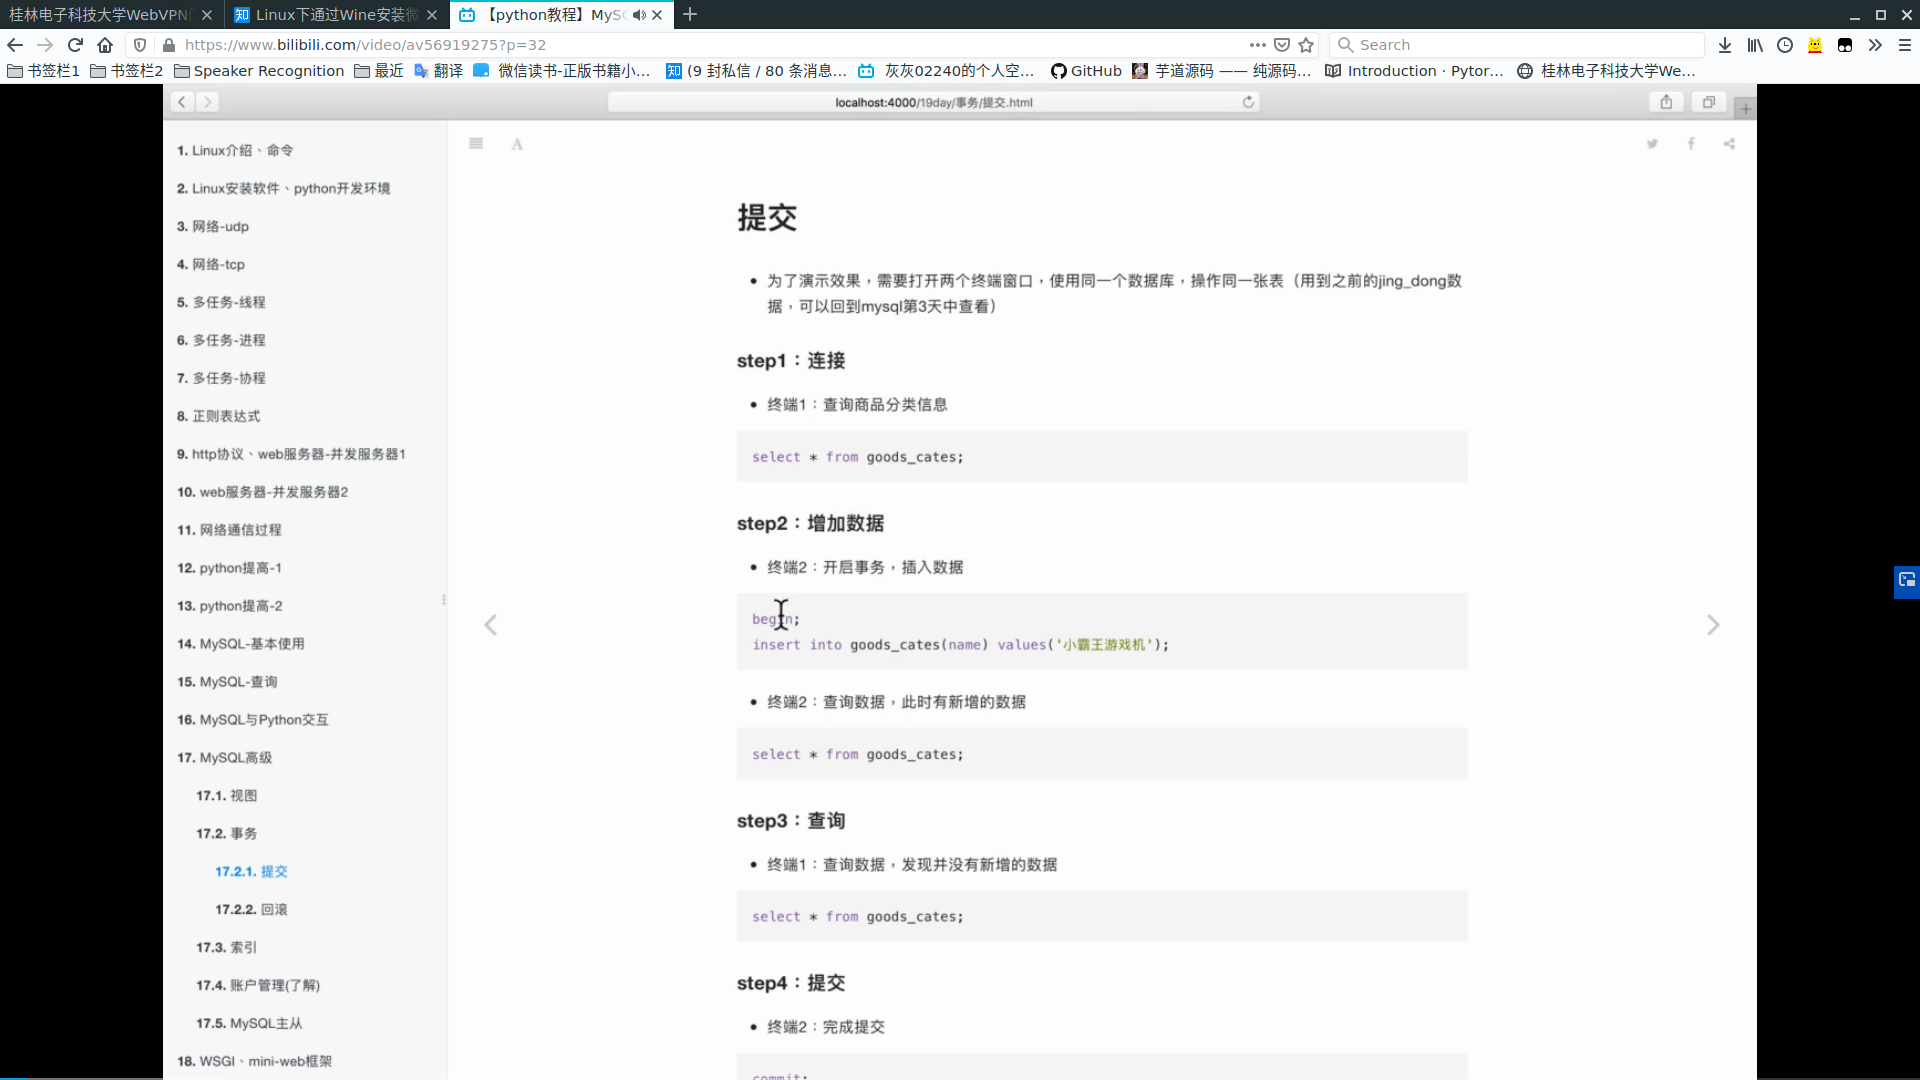 桂林电子科技大学WebVPN
Linux下通过Wine安装微
【python教程】MyS
https://www.bilibili.com/video/av56919275?p=32
Search
书签栏1
书签栏2
Speaker Recognition
最近
翻译
微信读书-正版书籍小...
(9 封私信 / 80 条消息...
灰灰02240的个人空...
GitHub
芋道源码 —— 纯源码...
Introduction · Pytor...
桂林电子科技大学We...
localhost:4000/19day/事务/提交.html
1. Linux介绍、命令
2. Linux安装软件、python开发环境
3. 网络-udp
4. 网络-tcp
5. 多任务-线程
6. 多任务-进程
7. 多任务-协程
8. 正则表达式
9. http协议、web服务器-并发服务器1
10. web服务器-并发服务器2
11. 网络通信过程
12. python提高-1
13. python提高-2
14. MySQL-基本使用
15. MySQL-查询
16. MySQL与Python交互
17. MySQL高级
17.1. 视图
17.2. 事务
17.2.1. 提交
17.2.2. 回滚
17.3. 索引
17.4. 账户管理(了解)
17.5. MySQL主从
18. WSGI、mini-web框架
A
提交
• 为了演示效果，需要打开两个终端窗口，使用同一个数据库，操作同一张表（用到之前的jing_dong数
据，可以回到mysql第3天中查看）
step1：连接
• 终端1：查询商品分类信息
select * from goods_cates;
step2：增加数据
• 终端2：开启事务，插入数据
begin;
insert into goods_cates(name) values('小霸王游戏机');
• 终端2：查询数据，此时有新增的数据
select * from goods_cates;
step3：查询
• 终端1：查询数据，发现并没有新增的数据
select * from goods_cates;
step4：提交
• 终端2：完成提交
commit;